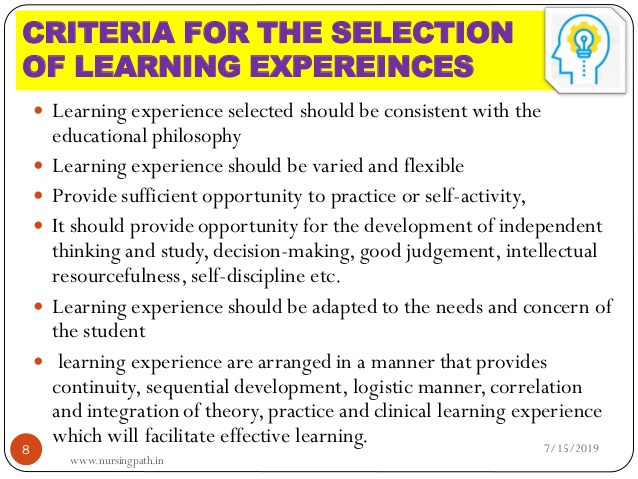 CRITERIA FOR THE SELECTION
OF LEARNING EXPEREINCES
• Learning experience selected should be consistent with the
educational philosophy
• Learning experience should be varied and flexible
• Provide sufficient opportunity to practice or self-activity,
• It should provide opportunity for the development of independent
thinking and study, decision-making, good judgement, intellectual
resourcefulness, self-discipline etc.
• Learning experience should be adapted to the needs and concern of
the student
• learning experience are arranged in a manner that provides
continuity, sequential development, logistic manner, correlation
and integration of theory, practice and clinical learning experience
which will facilitate effective learning.
8
7/15/2019
www.nursingpath.in